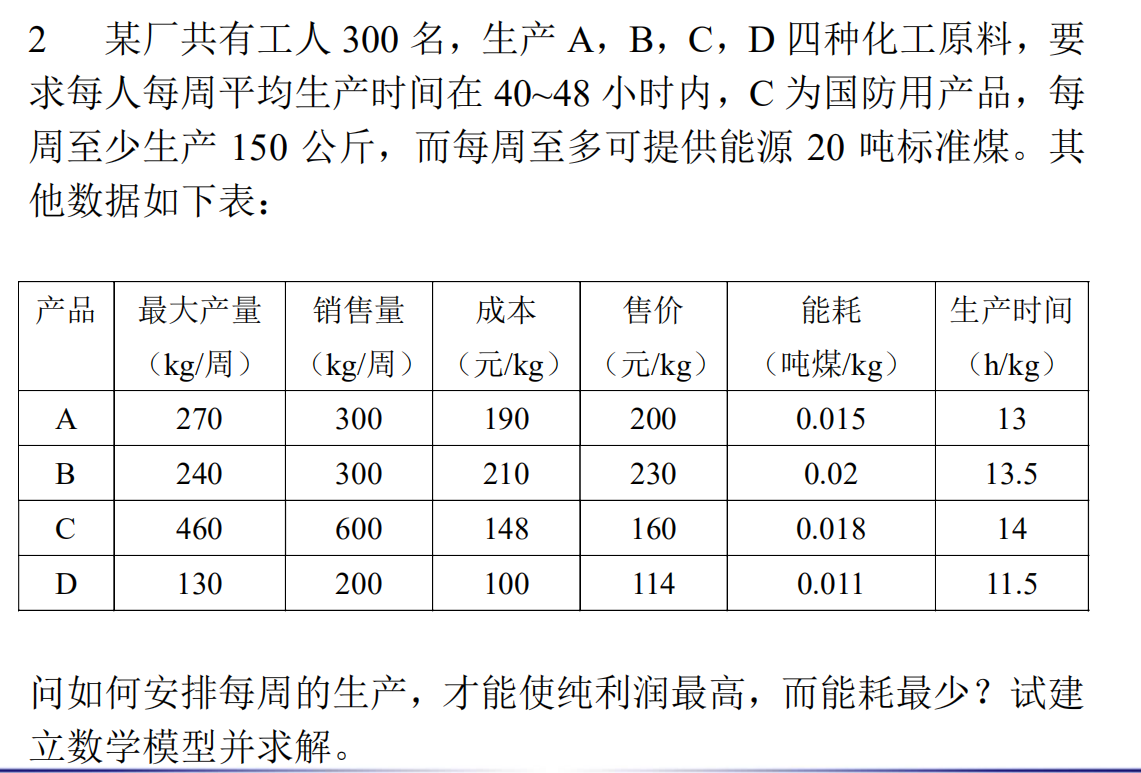 2 某厂共有工人 300 名，生产 A，B，C，D 四种化工原料，要
求每人每周平均生产时间在 40~48 小时内，C 为国防用产品，每
周至少生产 150 公斤，而每周至多可提供能源 20 吨标准煤。其
他数据如下表：
产品 最大产量 销售量 成本 售价 能耗 生产时间
（kg/周） （kg/周） （元/kg） （元/kg） （吨煤/kg） （h/kg）
A 270 300 190 200 0.015 13
B 240 300 210 230 0.02 13.5
C 460 600 148 160 0.018 14
D 130 200 100 114 0.011 11.5
问如何安排每周的生产，才能使纯利润最高，而能耗最少？试建
立数学模型并求解。